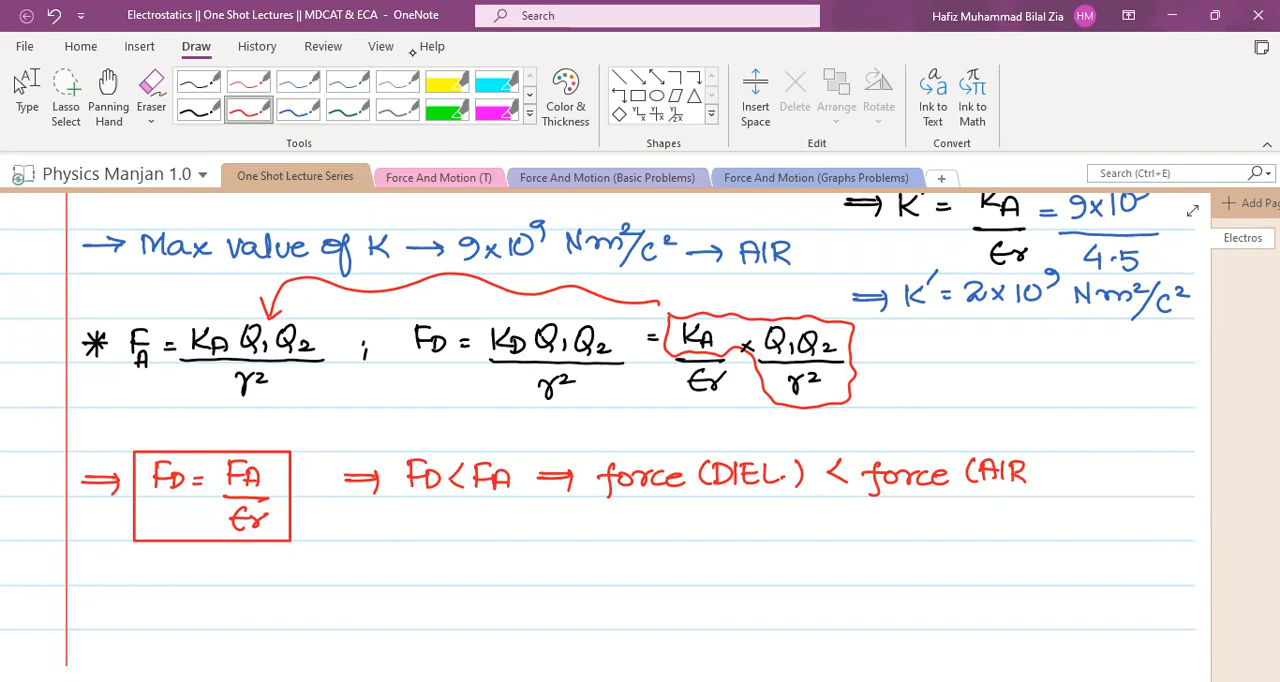 Electrostatics || One Shot Lectures || MDCAT & ECA - OneNote
Search
Hafiz Muhammad Bilal Zia HM
File Home Insert Draw History Review View Help
Type Lasso Select Panning Hand Eraser
Color & Thickness
Insert Space Delete Arrange Rotate
Ink to Text Ink to Math
Tools Shapes Edit Convert
Physics Manjan 1.0 One Shot Lecture Series Force And Motion (T) Force And Motion (Basic Problems) Force And Motion (Graphs Problems) +
Search (Ctrl+E)
+ Add Pag
Electros
⇒ K' = KA/εr = 9×10⁹/4.5
→ Max value of K → 9×10⁹ Nm²/c² → AIR
⇒ K' = 2×10⁹ Nm²/c²
* FA = KA Q₁Q₂/r² ; FD = KD Q₁Q₂/r² = KA/εr × Q₁Q₂/r²
⇒ FD = FA/εr ⇒ FD < FA ⇒ force (DIEL.) < force (AIR